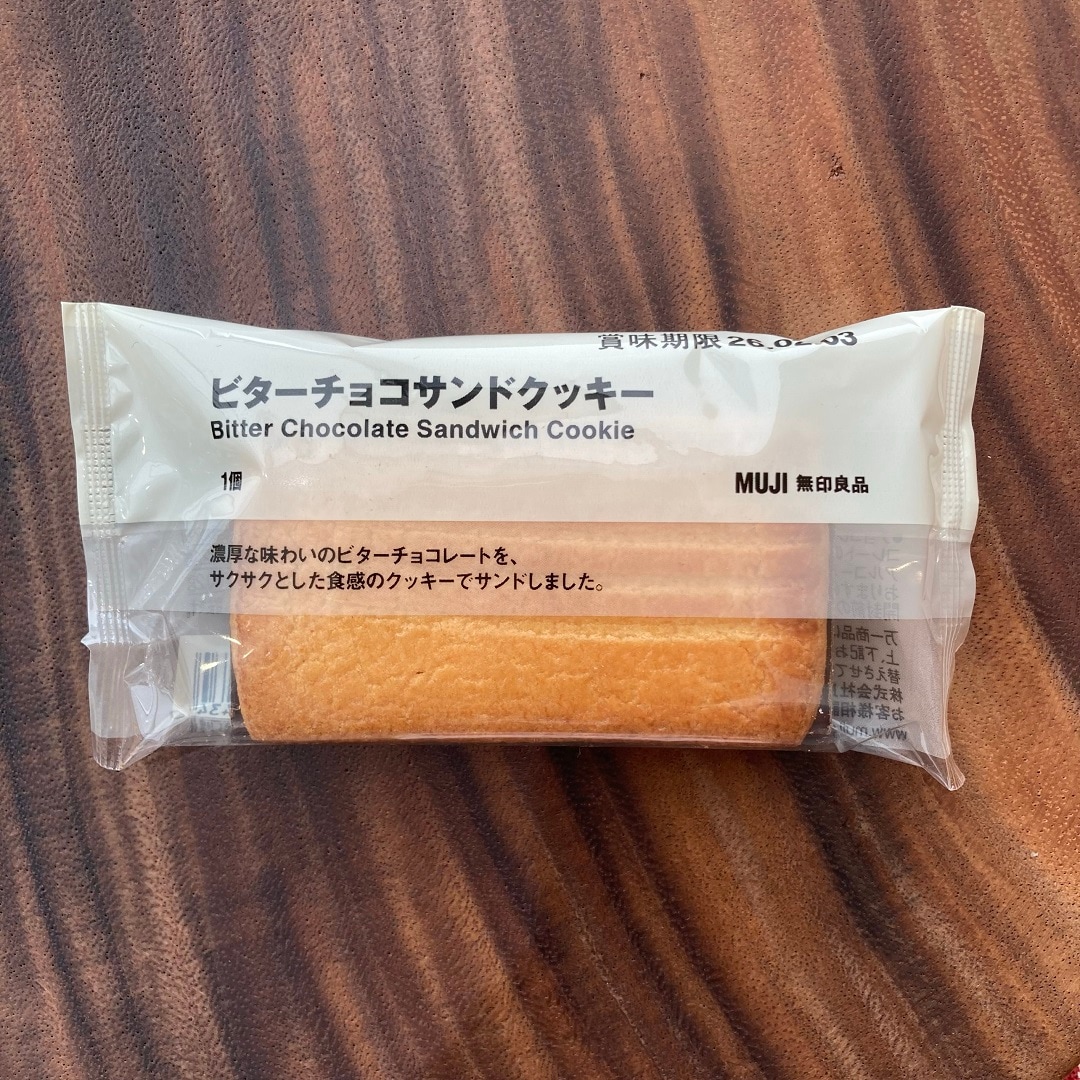 賞味期限 26.02.03
ビターチョコサンドクッキー
Bitter Chocolate Sandwich Cookie
1個
MUJI 無印良品
濃厚な味わいのビターチョコレートを、
サクサクとした食感のクッキーでサンドしました。